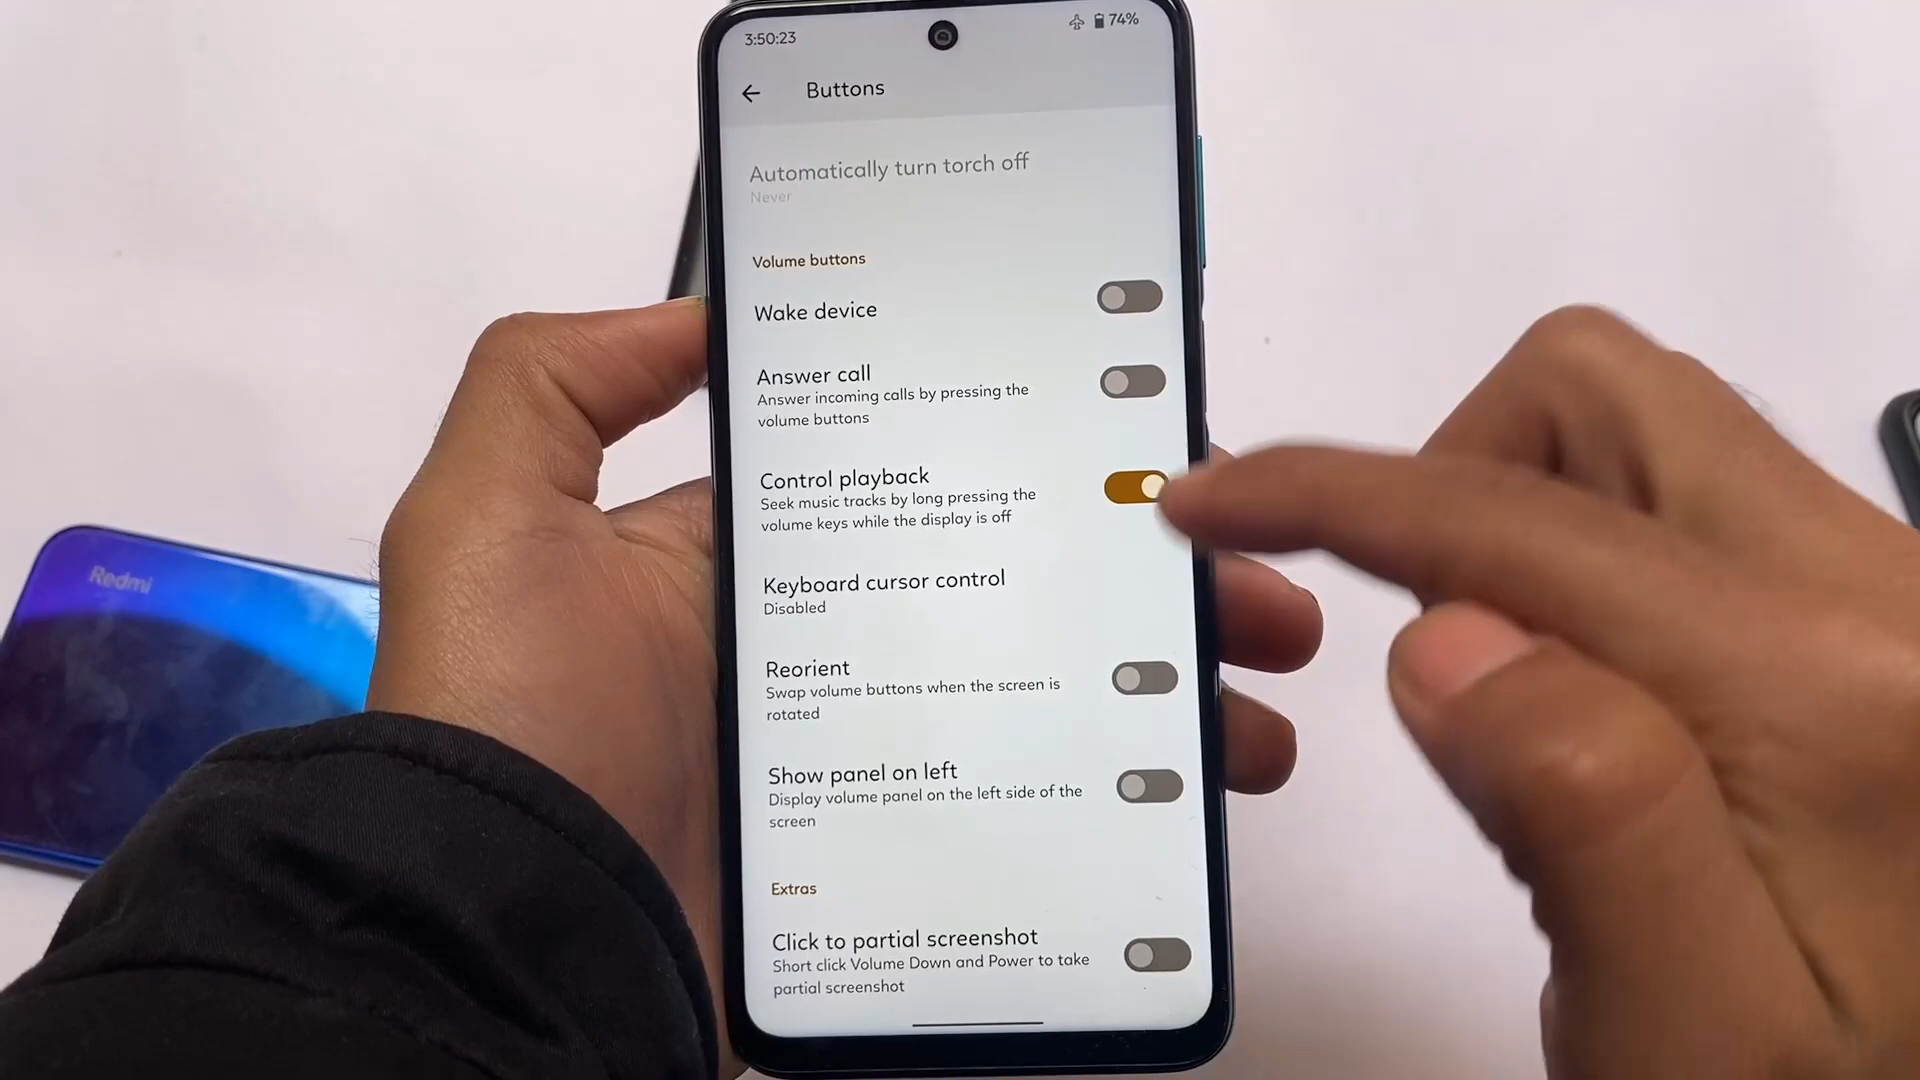 3:50:23
74%
Buttons
Automatically turn torch off
Never
Volume buttons
Wake device
Answer call
Answer incoming calls by pressing the
volume buttons
Control playback
Seek music tracks by long pressing the
volume keys while the display is off
Keyboard cursor control
Disabled
Reorient
Swap volume buttons when the screen is
rotated
Show panel on left
Display volume panel on the left side of the
screen
Extras
Click to partial screenshot
Short click Volume Down and Power to take
partial screenshot
Redmi